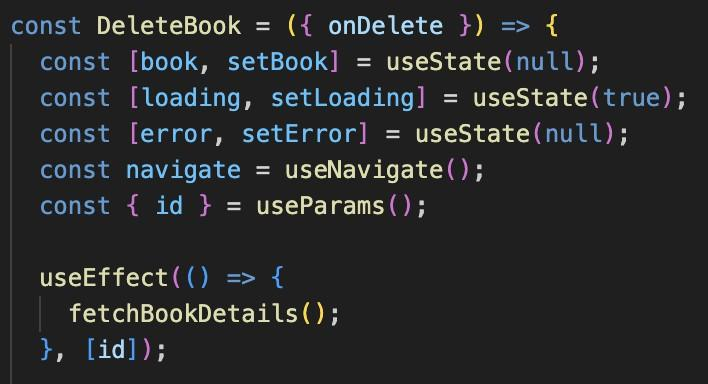 const DeleteBook = ({ onDelete }) => {
const [book, setBook] = useState(null);
const [loading, setLoading] = useState(true);
const [error, setError] = useState(null);
const navigate = useNavigate();
const { id } = useParams();
useEffect(() => {
fetchBookDetails();
}, [id]);